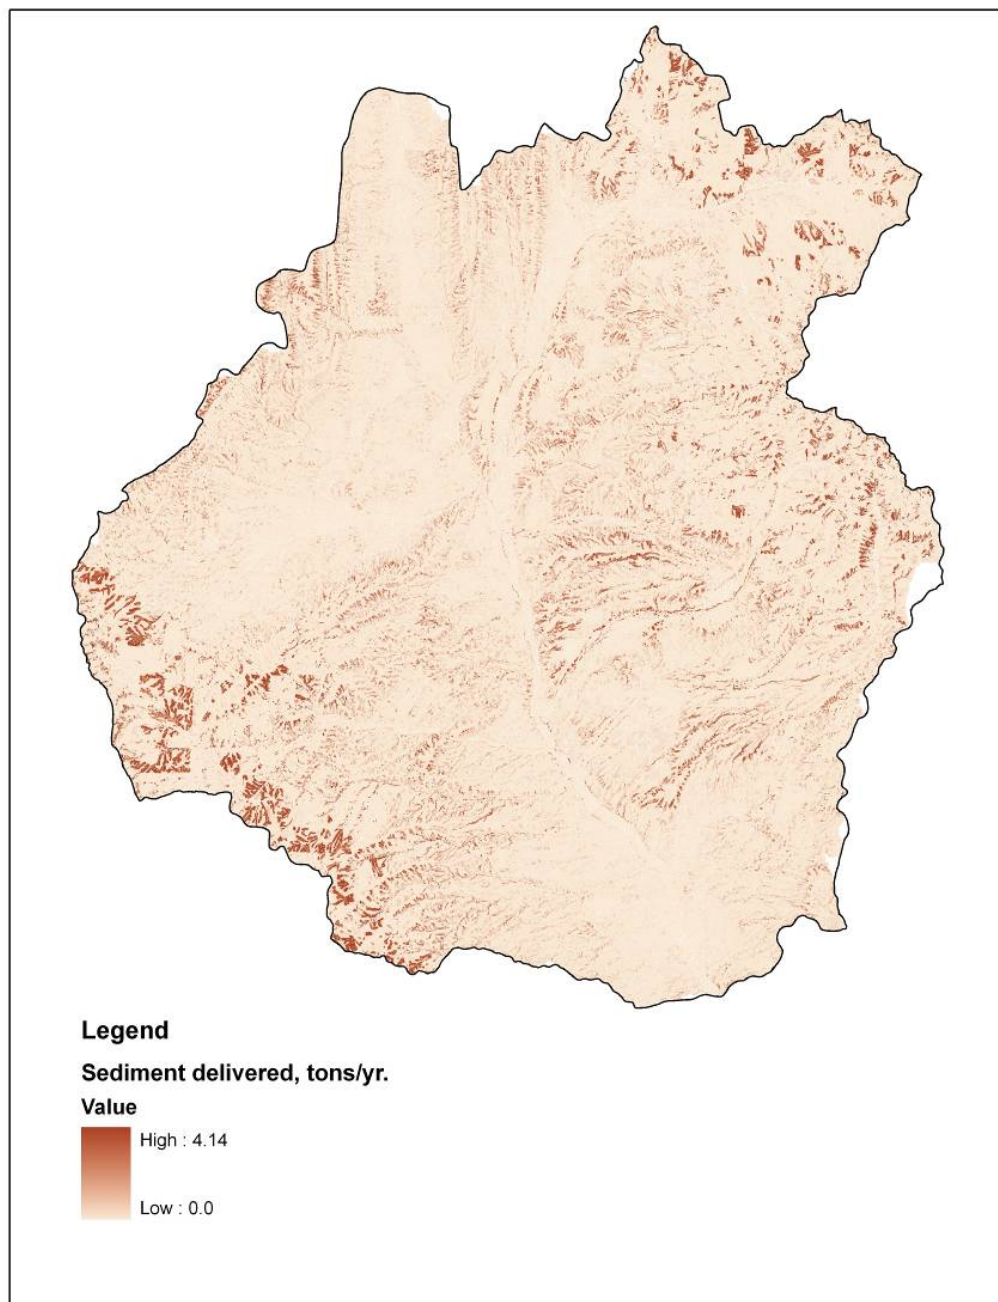 Legend
Sediment delivered, tons/yr.
Value
High : 4.14
Low : 0.0